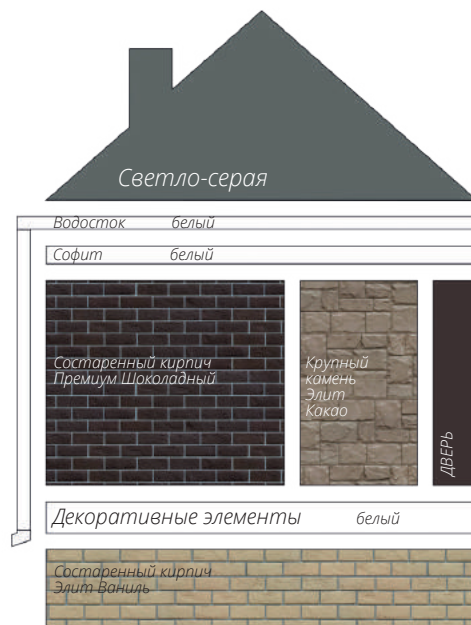 Светло-серая
Водосток белый
Софит белый
Состаренный кирпич
Премиум Шоколадный
Крупный
камень
Элит
Какао
ДВЕРЬ
Декоративные элементы белый
Состаренный кирпич
Элит Ваниль